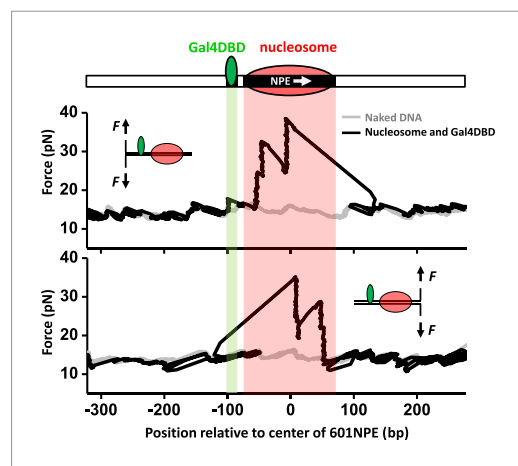 Gal4DBD nucleosome
NPE
40
30
20
10
Force (pN)
F
F
Naked DNA
Nucleosome and Gal4DBD
40
30
20
10
Force (pN)
F
F
-300 -200 -100 0 100 200
Position relative to center of 601NPE (bp)